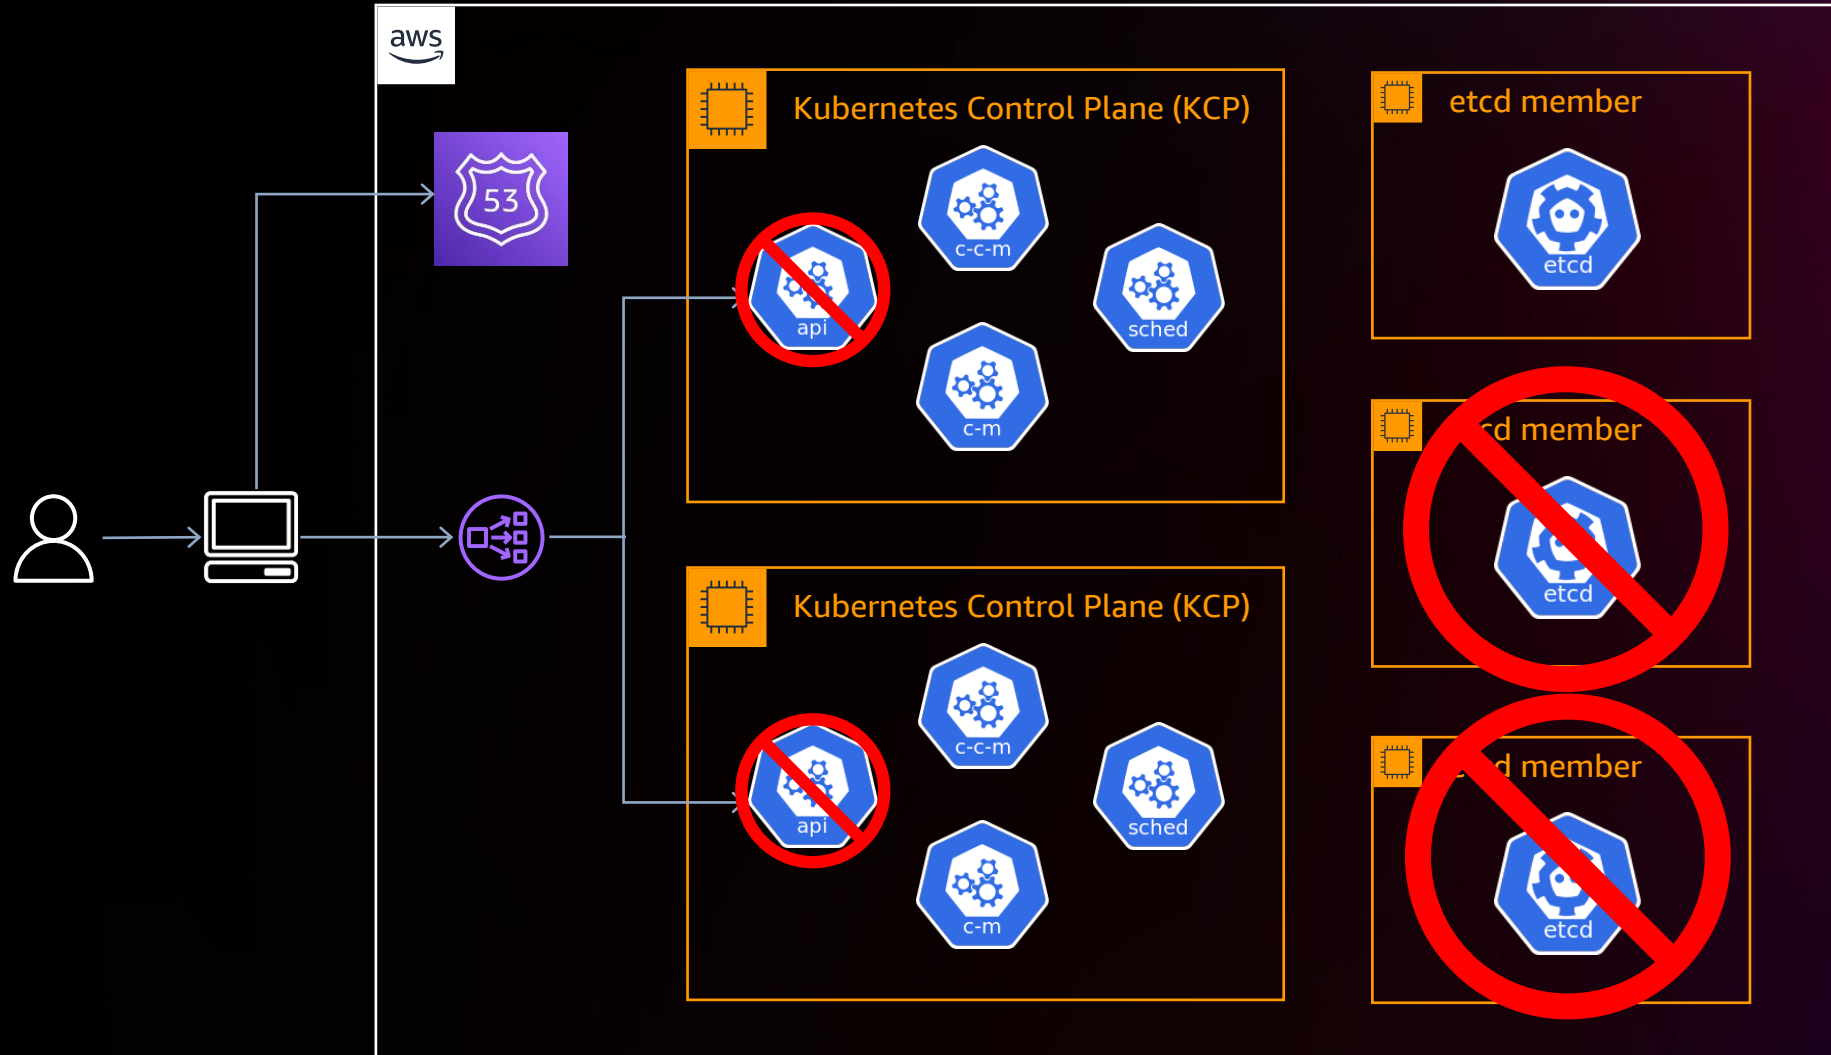 aws
53
Kubernetes Control Plane (KCP)
c-c-m
api
sched
c-m
Kubernetes Control Plane (KCP)
c-c-m
api
sched
c-m
etcd member
etcd
cd member
etcd
d member
etcd